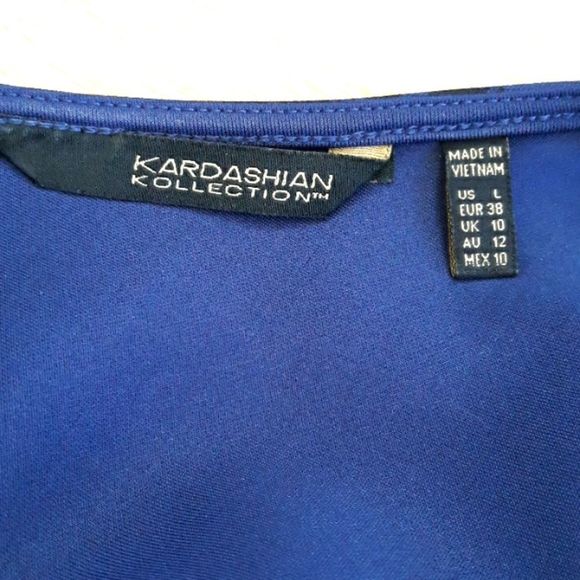 KARDASHIAN
KOLLECTION™
MADE IN
VIETNAM
US L
EUR 38
UK 10
AU 12
MEX 10